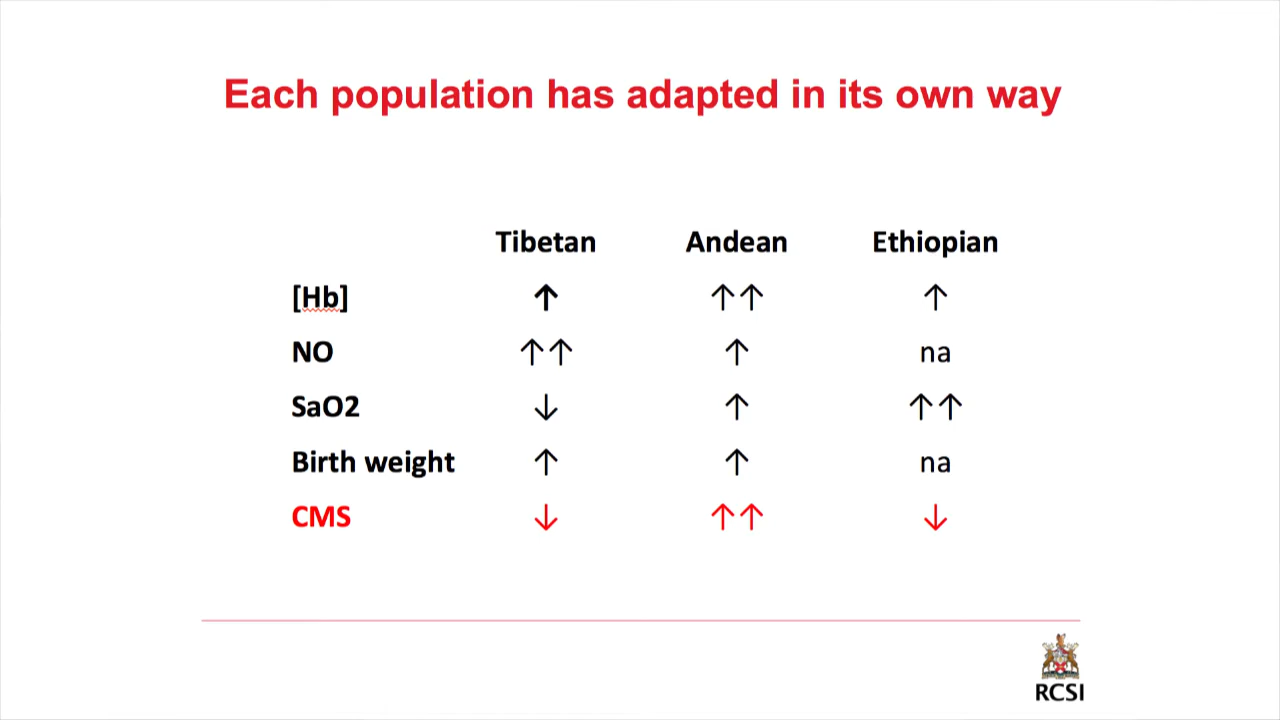 Each population has adapted in its own way
Tibetan Andean Ethiopian
[Hb] ↑ ↑↑ ↑
NO ↑↑ ↑ na
SaO2 ↓ ↑ ↑↑
Birth weight ↑ ↑ na
CMS ↓ ↑↑ ↓
RCSI